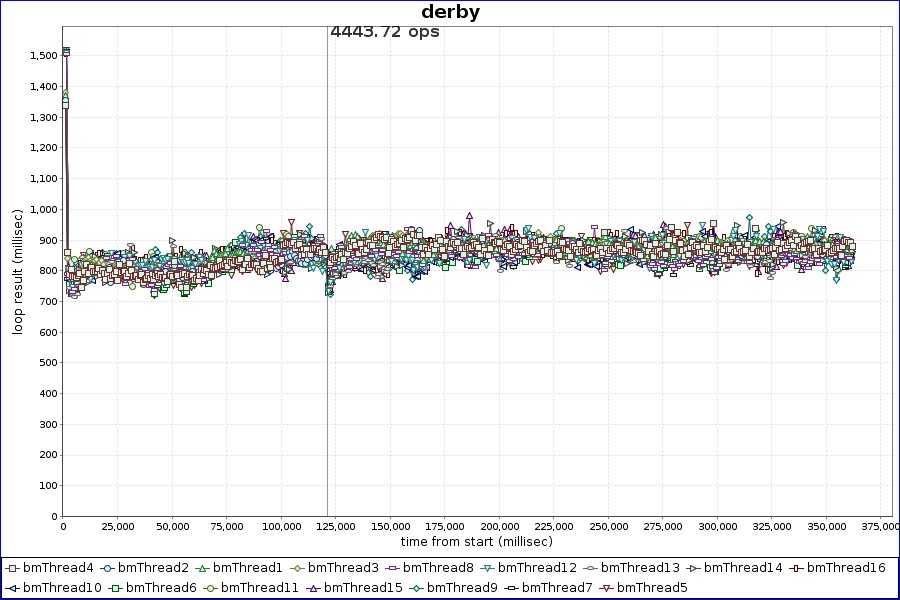 derby
4443.72 ops
1,500
1,400
1,300
1,200
1,100
1,000
900
800
700
600
500
400
300
200
100
0
loop result (millisec)
0 25,000 50,000 75,000 100,000 125,000 150,000 175,000 200,000 225,000 250,000 275,000 300,000 325,000 350,000 375,000
time from start (millisec)
bmThread4 bmThread2 bmThread1 bmThread3 bmThread8 bmThread12 bmThread13 bmThread14 bmThread16
bmThread10 bmThread6 bmThread11 bmThread15 bmThread9 bmThread7 bmThread5